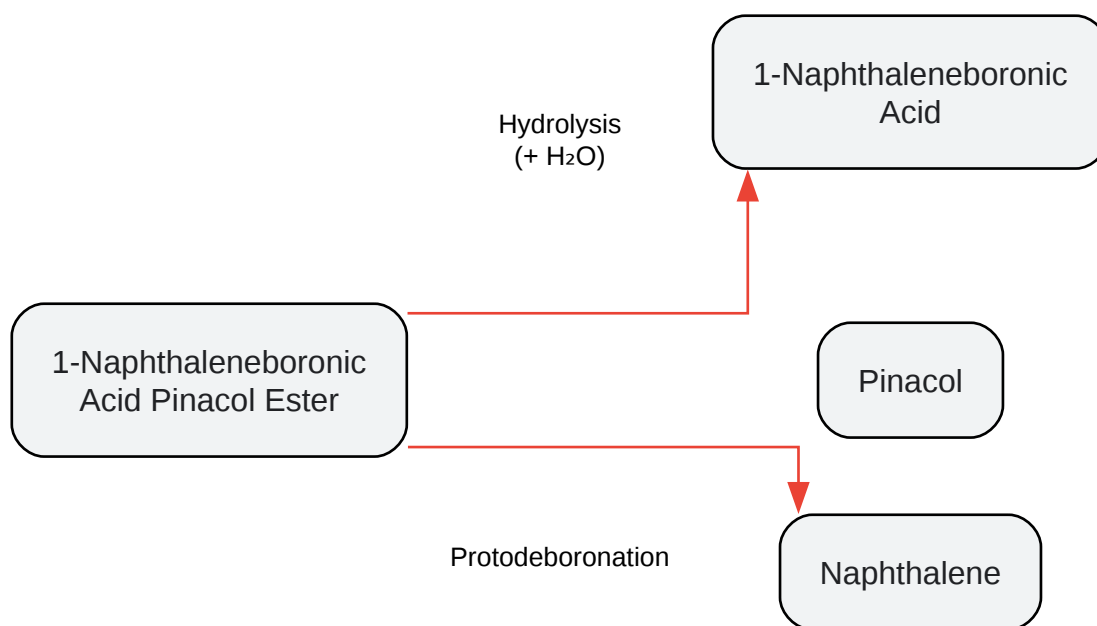 1-Naphthaleneboronic
Acid
Hydrolysis
(+ H₂O)
1-Naphthaleneboronic
Acid Pinacol Ester
Pinacol
Protodeboronation
Naphthalene